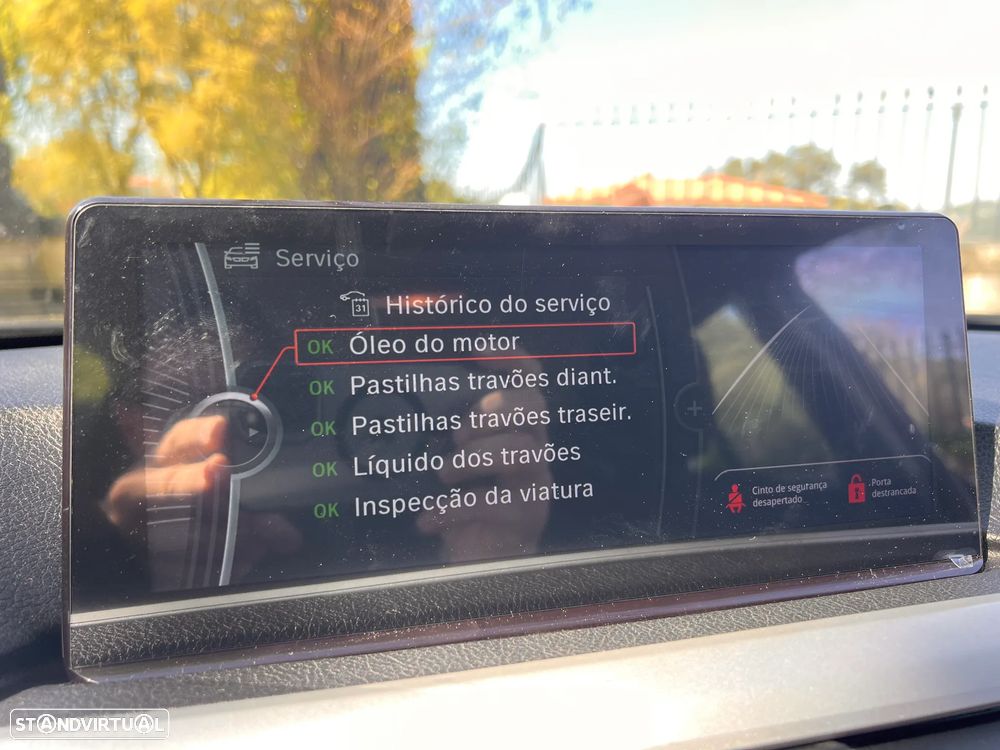 Serviço
31
Histórico do serviço
OK Óleo do motor
OK Pastilhas travões diant.
OK Pastilhas travões traseir.
OK Líquido dos travões
OK Inspecção da viatura
Cinto de segurança
desapertado
Porta
destrancada
STANDVIRTUAL